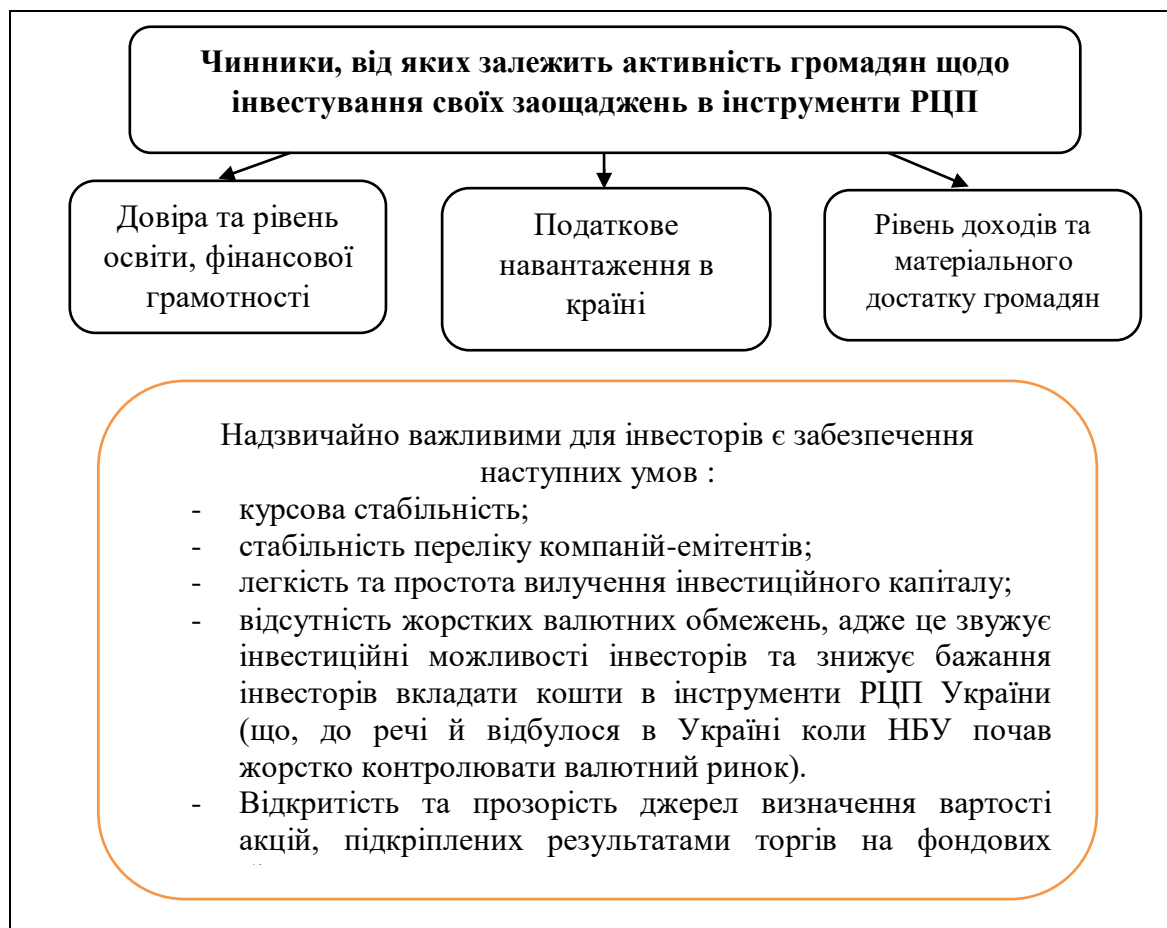 Чинники, від яких залежить активність громадян щодо
інвестування своїх заощаджень в інструменти РЦП
Довіра та рівень
освіти, фінансової
грамотності
Податкове
навантаження в
країні
Рівень доходів та
матеріального
достатку громадян
Надзвичайно важливими для інвесторів є забезпечення
наступних умов :
- курсова стабільність;
- стабільність переліку компаній-емітентів;
- легкість та простота вилучення інвестиційного капіталу;
- відсутність жорстких валютних обмежень, адже це звужує
інвестиційні можливості інвесторів та знижує бажання
інвесторів вкладати кошти в інструменти РЦП України
(що, до речі й відбулося в Україні коли НБУ почав
жорстко контролювати валютний ринок).
- Відкритість та прозорість джерел визначення вартості
акцій, підкріплених результатами торгів на фондових